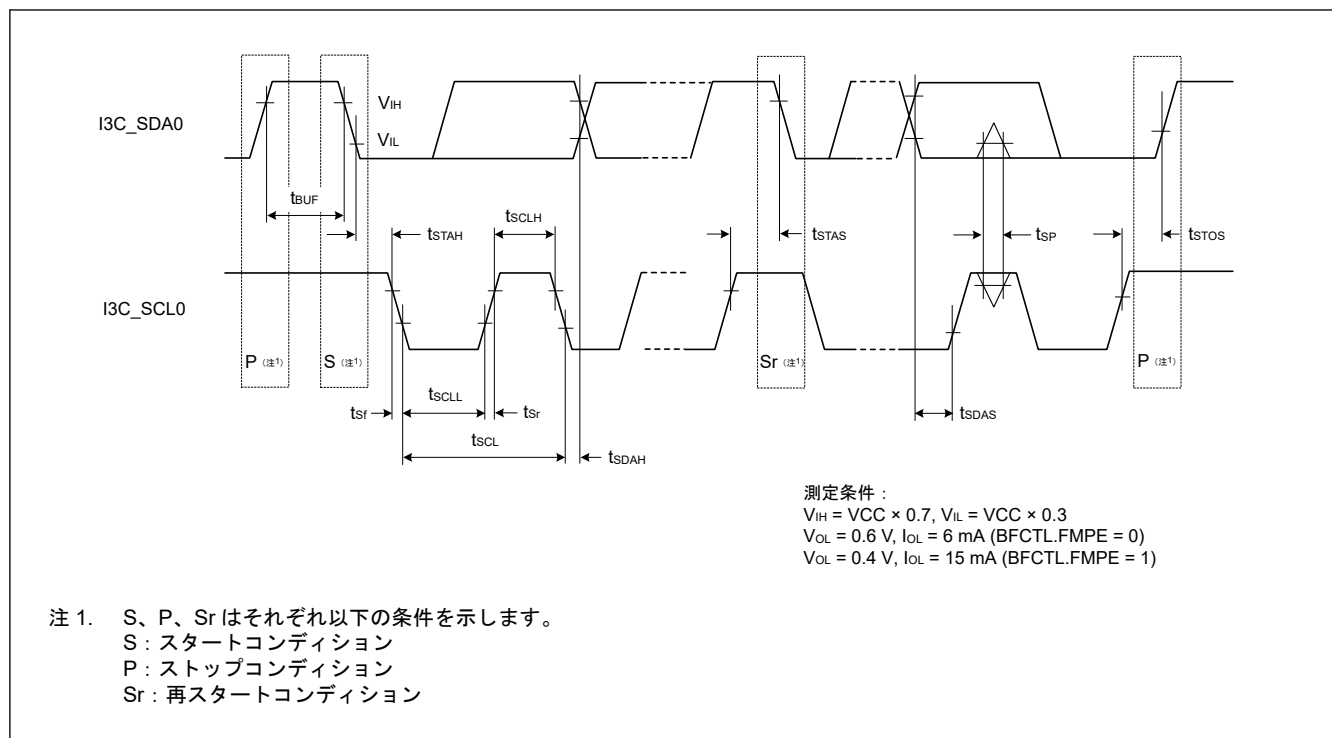 I3C_SDA0
VIH
VIL
tBUF
tSTAH
tSCLH
tSTAS
tSP
tSTOS
I3C_SCL0
P（注1）
S（注1）
Sr（注1）
P（注1）
tSf
tSCLL
tSr
tSCL
tSDAH
tSDAS
測定条件：
VIH = VCC × 0.7, VIL = VCC × 0.3
VOL = 0.6 V, IOL = 6 mA (BFCTL.FMPE = 0)
VOL = 0.4 V, IOL = 15 mA (BFCTL.FMPE = 1)
注 1. S、P、Sr はそれぞれ以下の条件を示します。
S：スタートコンディション
P：ストップコンディション
Sr：再スタートコンディション